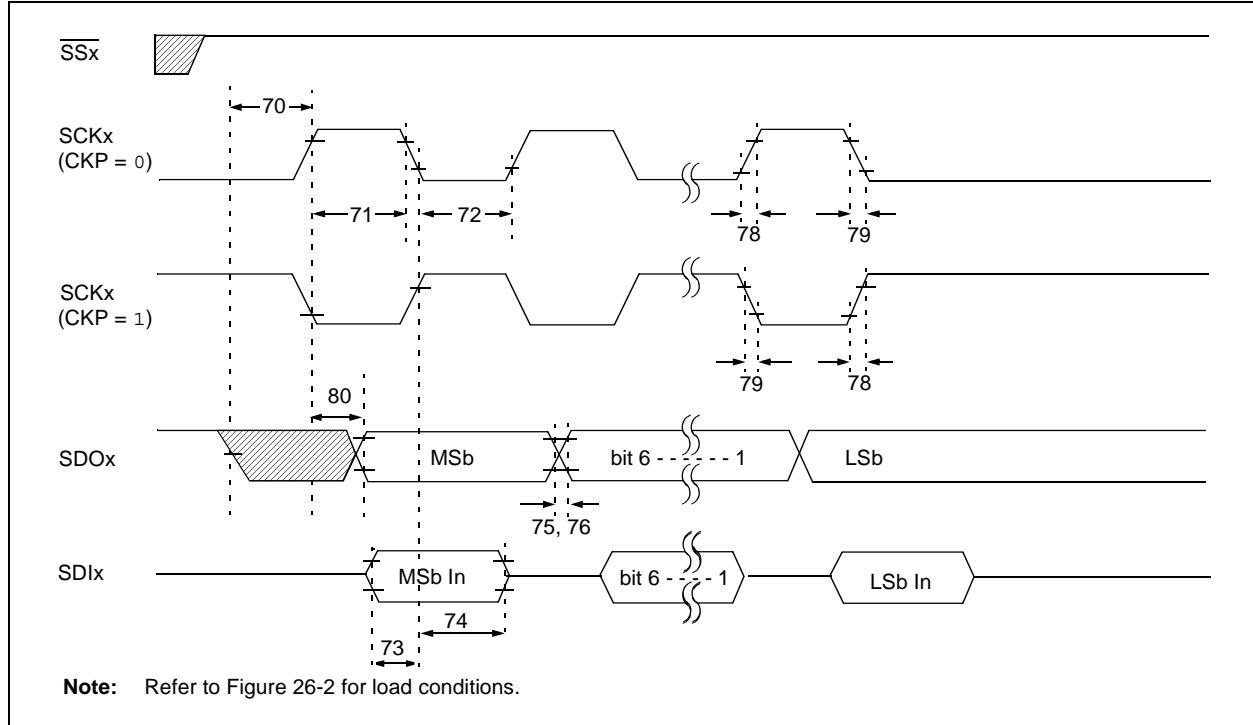 SSx
70
SCKx
(CKP = 0)
71
72
78
79
SCKx
(CKP = 1)
79
78
80
SDOx
MSb
bit 6 - - - - - - 1
LSb
75, 76
SDIx
MSb In
bit 6 - - - - - 1
LSb In
74
73
Note: Refer to Figure 26-2 for load conditions.